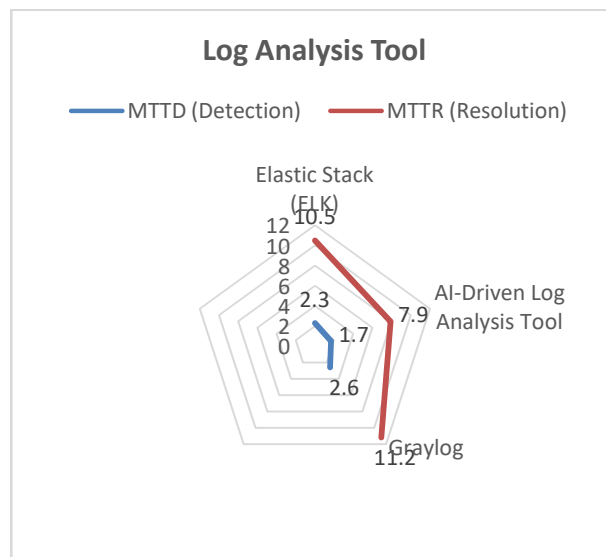 Log Analysis Tool
MTTD (Detection) MTTR (Resolution)
Elastic Stack
(ELK)
10.5
12
10
8
6
4
2
0
2.3
1.7
2.6
7.9
AI-Driven Log
Analysis Tool
Graylog
11.2